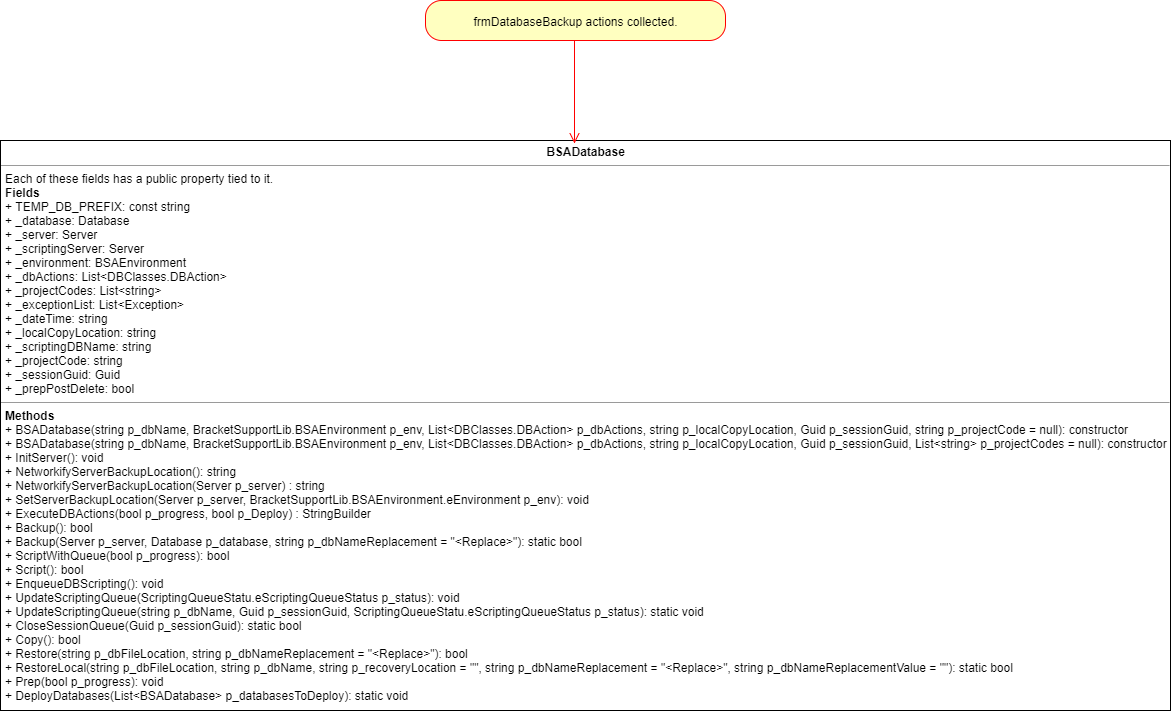 frmDatabaseBackup actions collected.
BSADatabase
Each of these fields has a public property tied to it.
Fields
+ TEMP_DB_PREFIX: const string
+ _database: Database
+ _server: Server
+ _scriptingServer: Server
+ _environment: BSAEnvironment
+ _dbActions: List<DBClasses.DBAction>
+ _projectCodes: List<string>
+ _exceptionList: List<Exception>
+ _dateTime: string
+ _localCopyLocation: string
+ _scriptingDBName: string
+ _projectCode: string
+ _sessionGuid: Guid
+ _prepPostDelete: bool
Methods
+ BSADatabase(string p_dbName, BracketSupportLib.BSAEnvironment p_env, List<DBClasses.DBAction> p_dbActions, string p_localCopyLocation, Guid p_sessionGuid, string p_projectCode = null): constructor
+ BSADatabase(string p_dbName, BracketSupportLib.BSAEnvironment p_env, List<DBClasses.DBAction> p_dbActions, string p_localCopyLocation, Guid p_sessionGuid, List<string> p_projectCodes = null): constructor
+ InitServer(): void
+ NetworkifyServerBackupLocation(): string
+ NetworkifyServerBackupLocation(Server p_server) : string
+ SetServerBackupLocation(Server p_server, BracketSupportLib.BSAEnvironment.eEnvironment p_env): void
+ ExecuteDBActions(bool p_progress, bool p_Deploy) : StringBuilder
+ Backup(): bool
+ Backup(Server p_server, Database p_database, string p_dbNameReplacement = "<Replace>"): static bool
+ ScriptWithQueue(bool p_progress): bool
+ Script(): bool
+ EnqueueDBScripting(): void
+ UpdateScriptingQueue(ScriptingQueueStatu.eScriptingQueueStatus p_status): void
+ UpdateScriptingQueue(string p_dbName, Guid p_sessionGuid, ScriptingQueueStatu.eScriptingQueueStatus p_status): static void
+ CloseSessionQueue(Guid p_sessionGuid): static bool
+ Copy(): bool
+ Restore(string p_dbFileLocation, string p_dbNameReplacement = "<Replace>"): bool
+ RestoreLocal(string p_dbFileLocation, string p_dbName, string p_recoveryLocation = "", string p_dbNameReplacement = "<Replace>", string p_dbNameReplacementValue = ""): static bool
+ Prep(bool p_progress): void
+ DeployDatabases(List<BSADatabase> p_databasesToDeploy): static void